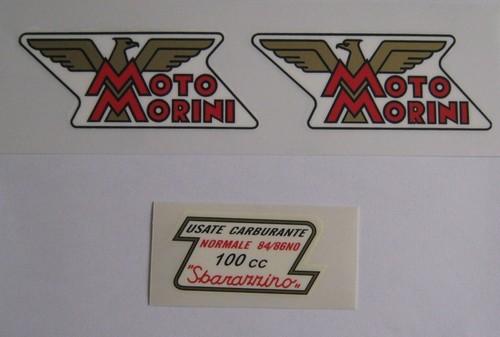 MOTO
MORINI
MOTO
MORINI
USATE CARBURANTE
NORMALE 84/86NO
100 cc
"Sbarazzino"